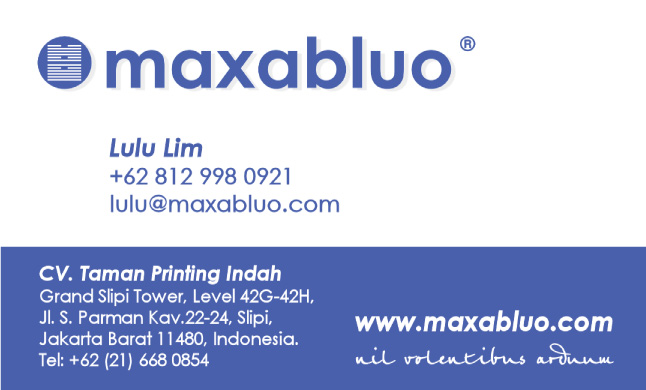 maxabluo®
Lulu Lim
+62 812 998 0921
lulu@maxabluo.com
CV. Taman Printing Indah
Grand Slipi Tower, Level 42G-42H,
Jl. S. Parman Kav.22-24, Slipi,
Jakarta Barat 11480, Indonesia.
Tel: +62 (21) 668 0854
www.maxabluo.com
nil volentibus arduum